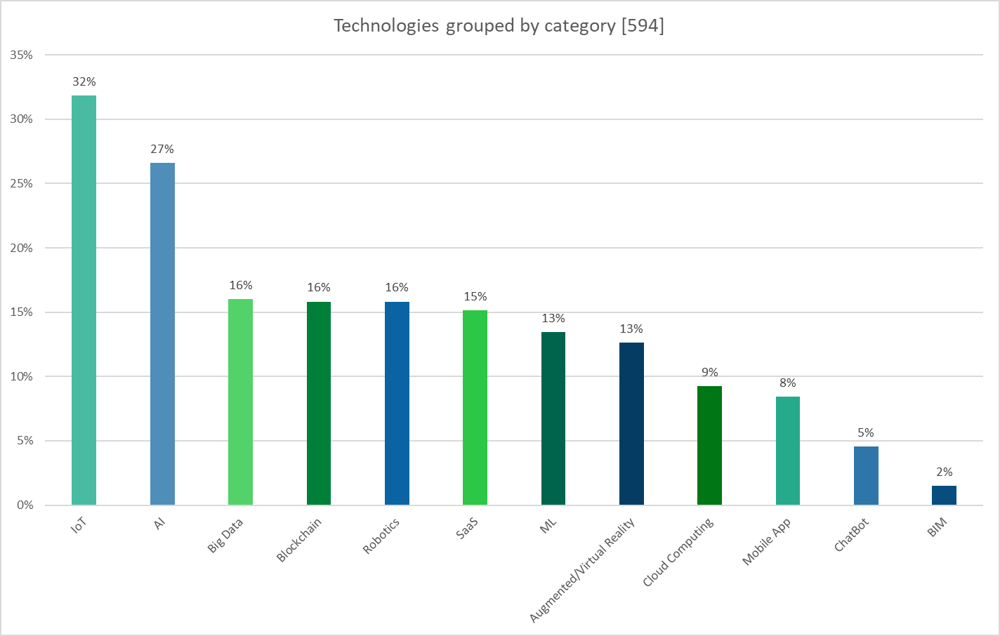 Technologies grouped by category [594]
35%
30%
25%
20%
15%
10%
5%
0%
32%
27%
16%
16%
16%
15%
13%
13%
9%
8%
5%
2%
IoT
AI
Big Data
Blockchain
Robotics
SaaS
ML
Augmented/Virtual Reality
Cloud Computing
Mobile App
ChatBot
BIM